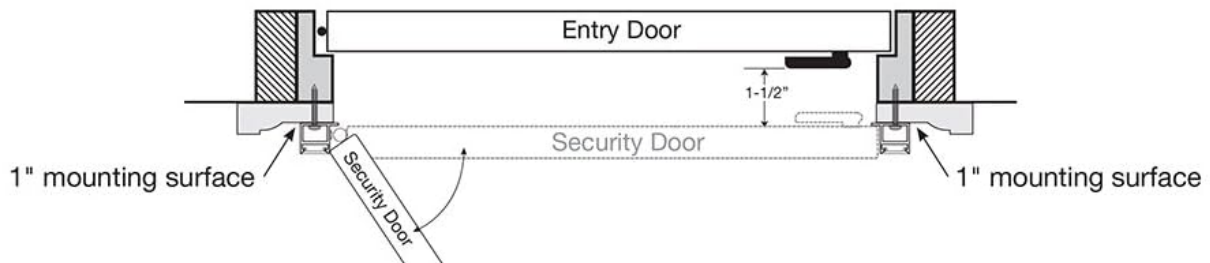 Entry Door
1-1/2"
Security Door
1" mounting surface
Security Door
1" mounting surface